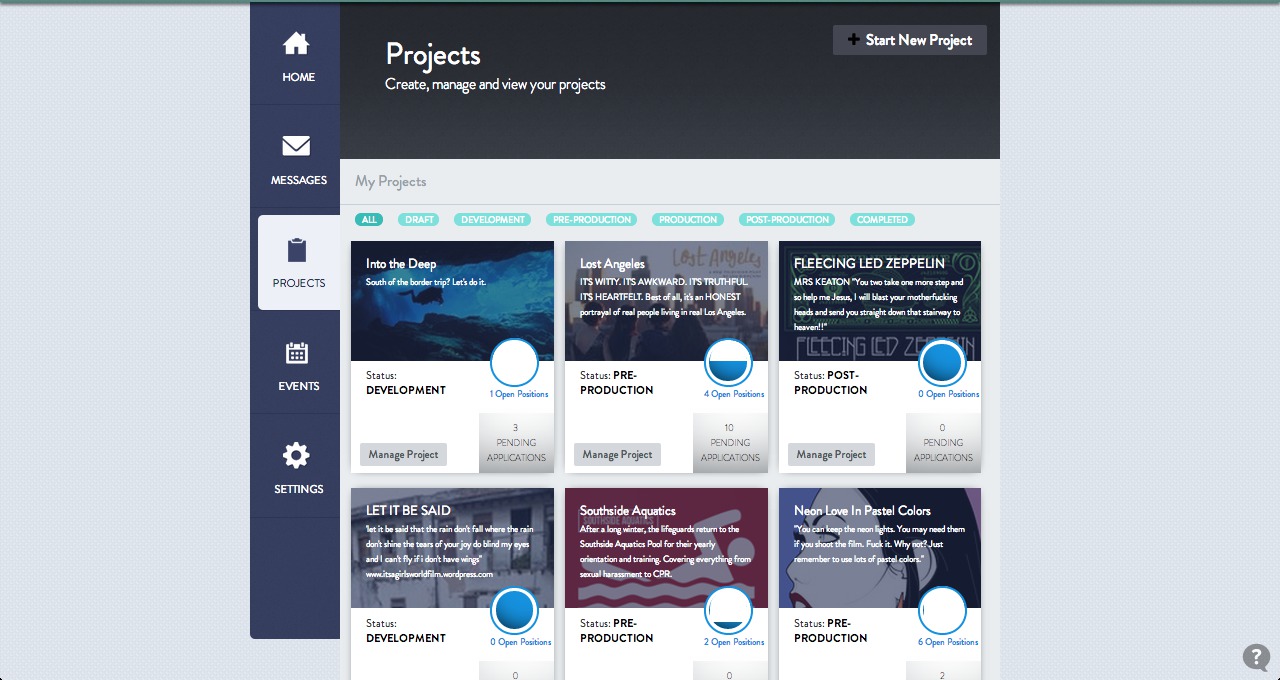 HOME
MESSAGES
PROJECTS
EVENTS
SETTINGS
Projects
Create, manage and view your projects
Start New Project
My Projects
ALL DRAFT DEVELOPMENT PRE-PRODUCTION PRODUCTION POST-PRODUCTION COMPLETED
Into the Deep
South of the border trip? Let's do it.
Status:
DEVELOPMENT
1 Open Positions
3
PENDING
APPLICATIONS
Manage Project
Lost Angeles
Lost Angeles
IT'S WITTY. IT'S AWKWARD. IT'S TRUTHFUL.
IT'S HEARTFELT. Best of all, it's an HONEST
portrayal of real people living in real Los Angeles.
Status: PRE-
PRODUCTION
4 Open Positions
10
PENDING
APPLICATIONS
Manage Project
FLEECING LED ZEPPELIN
MRS KEATON "You two take one more step and
so help me Jesus, I will blast your motherfucking
heads and send you straight down that stairway to
heaven!!"
FLEECING LED ZEPPELIN
Status: POST-
PRODUCTION
0 Open Positions
0
PENDING
APPLICATIONS
Manage Project
LET IT BE SAID
'let it be said that the rain don't fall where the rain
don't shine the tears of your joy do blind my eyes
and I can't fly if i don't have wings"
www.itsagirlsworldfilm.wordpress.com
Status:
DEVELOPMENT
0 Open Positions
0
Southside Aquatics
SOUTHSIDE AQUATICS
After a long winter, the lifeguards return to the
Southside Aquatics Pool for their yearly
orientation and training. Covering everything from
sexual harassment to CPR.
Status: PRE-
PRODUCTION
2 Open Positions
0
Neon Love In Pastel Colors
"You can keep the neon lights. You may need them
if you shoot the film. Fuck it. Why not? Just
remember to use lots of pastel colors."
Status: PRE-
PRODUCTION
6 Open Positions
2
?